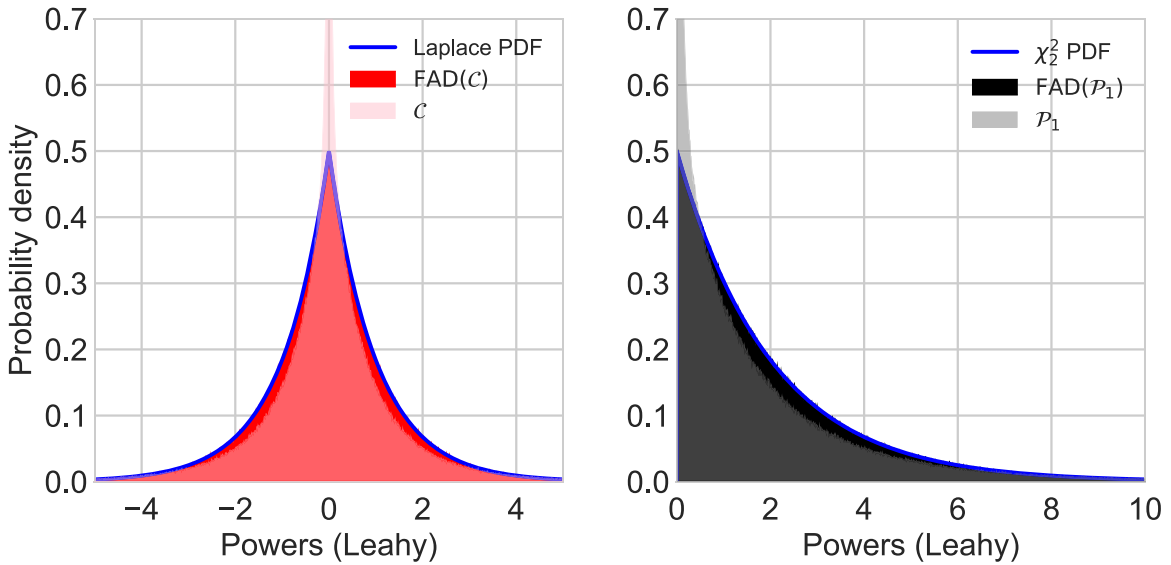 Probability density
0.7
0.6
0.5
0.4
0.3
0.2
0.1
0.0
Laplace PDF
FAD(𝒞)
𝒞
−4 −2 0 2 4
Powers (Leahy)
0.7
0.6
0.5
0.4
0.3
0.2
0.1
0.0
χ₂² PDF
FAD(𝒫₁)
𝒫₁
0 2 4 6 8 10
Powers (Leahy)